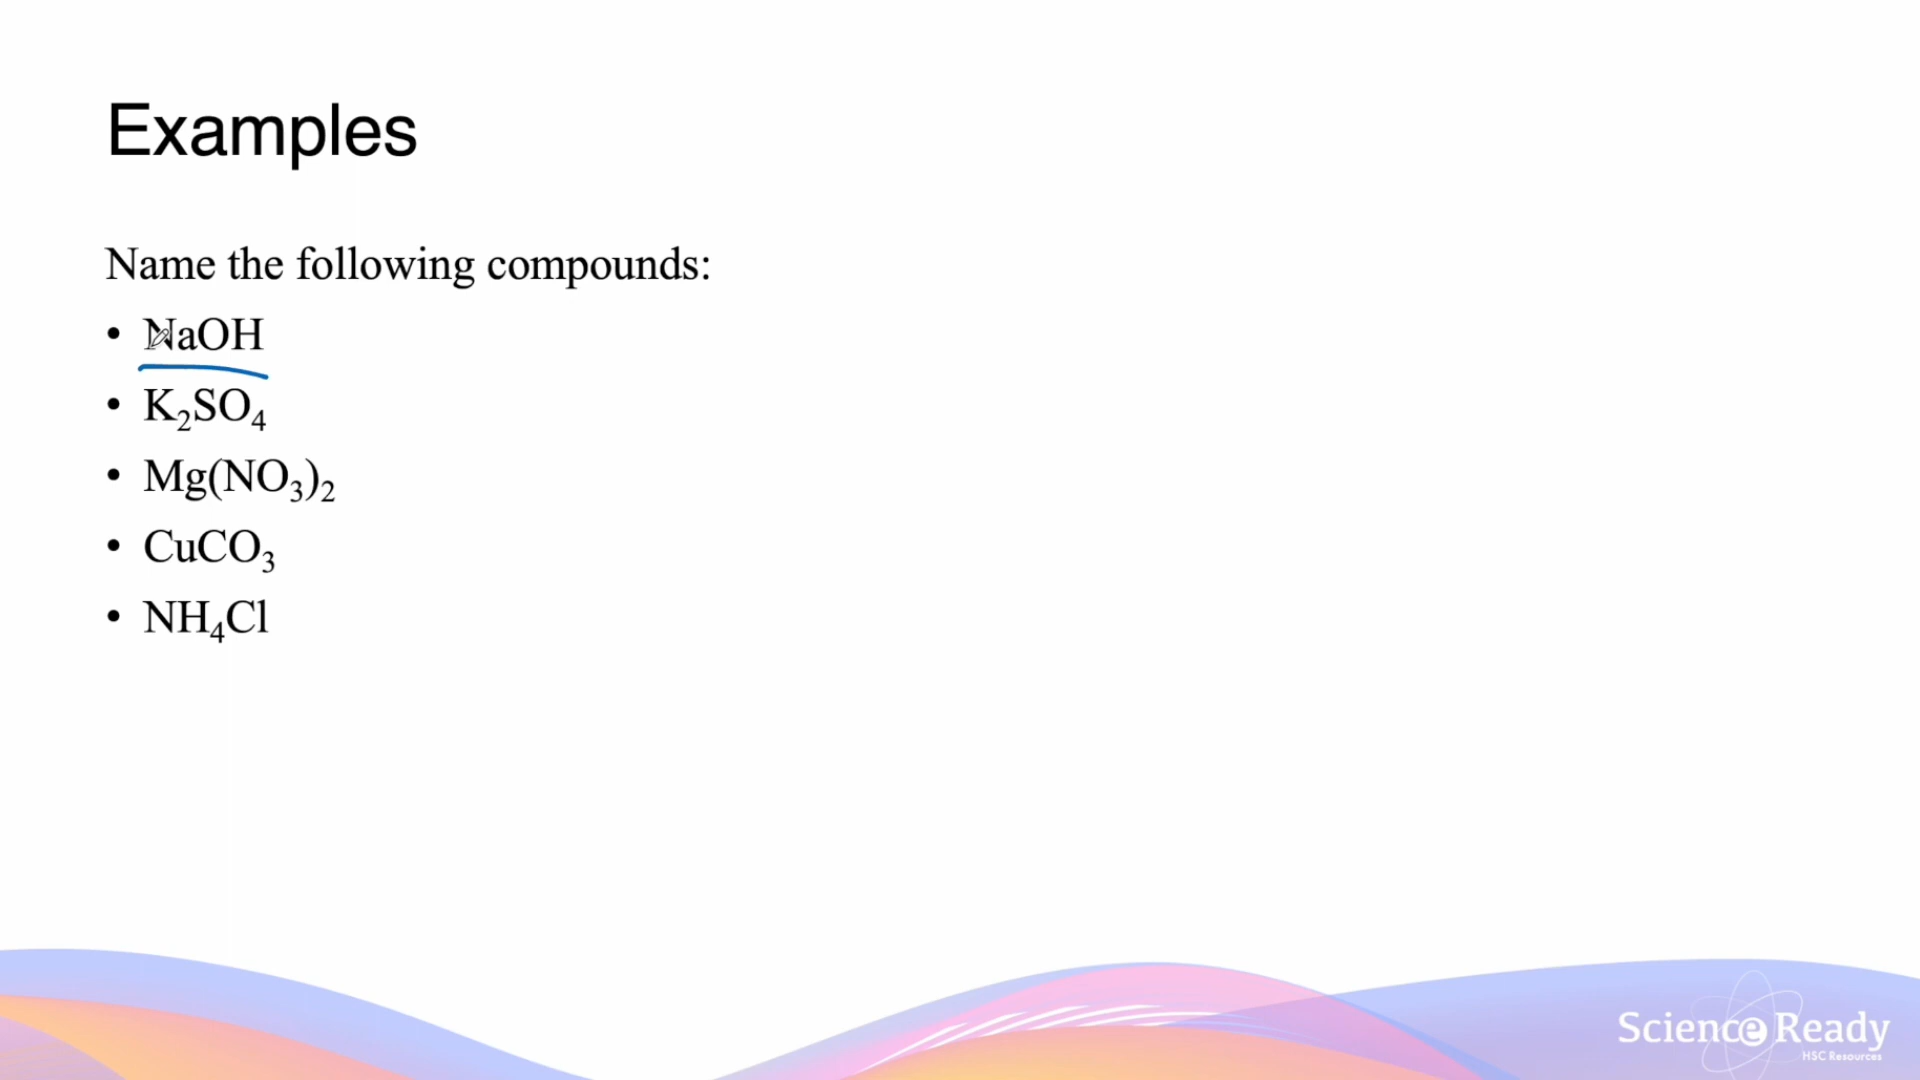 Examples
Name the following compounds:
• NaOH
• K₂SO₄
• Mg(NO₃)₂
• CuCO₃
• NH₄Cl
Science Ready
HSC Resources